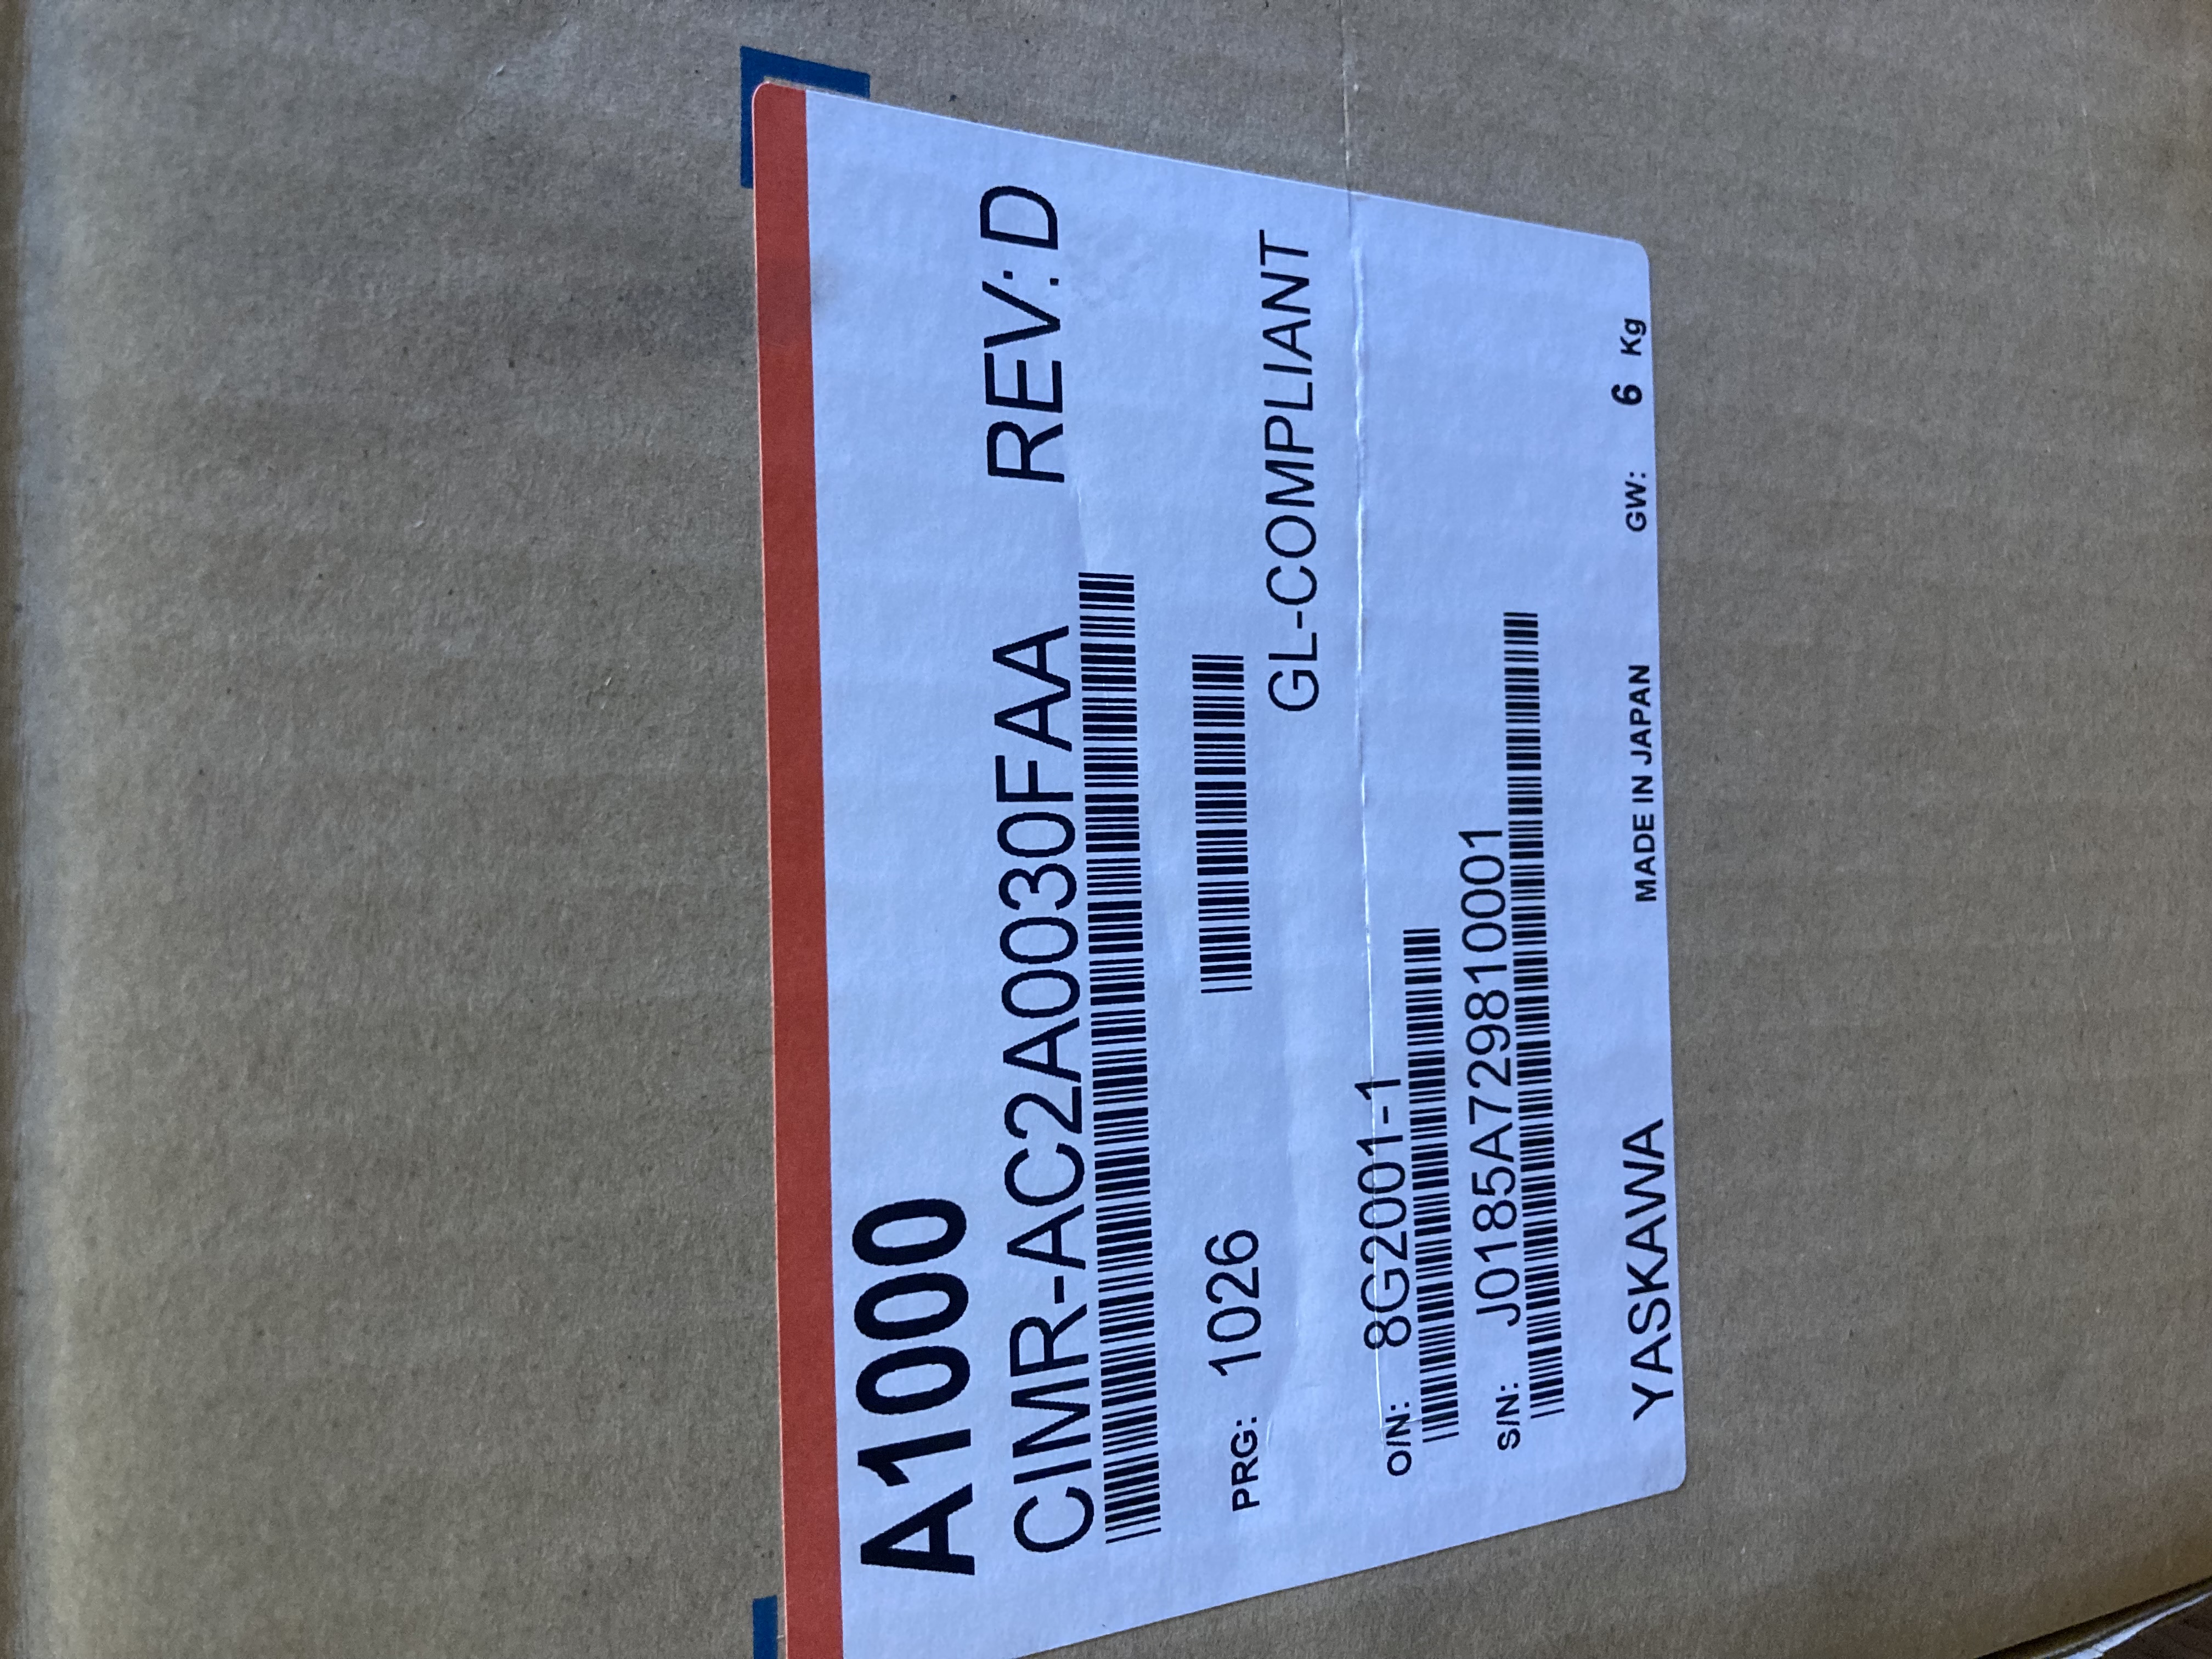 A1000
CIMR-AC2A0030FAA REV:D
PRG: 1026
GL-COMPLIANT
O/N: 8G2001-1
S/N: J0185A729810001
YASKAWA MADE IN JAPAN GW: 6 Kg